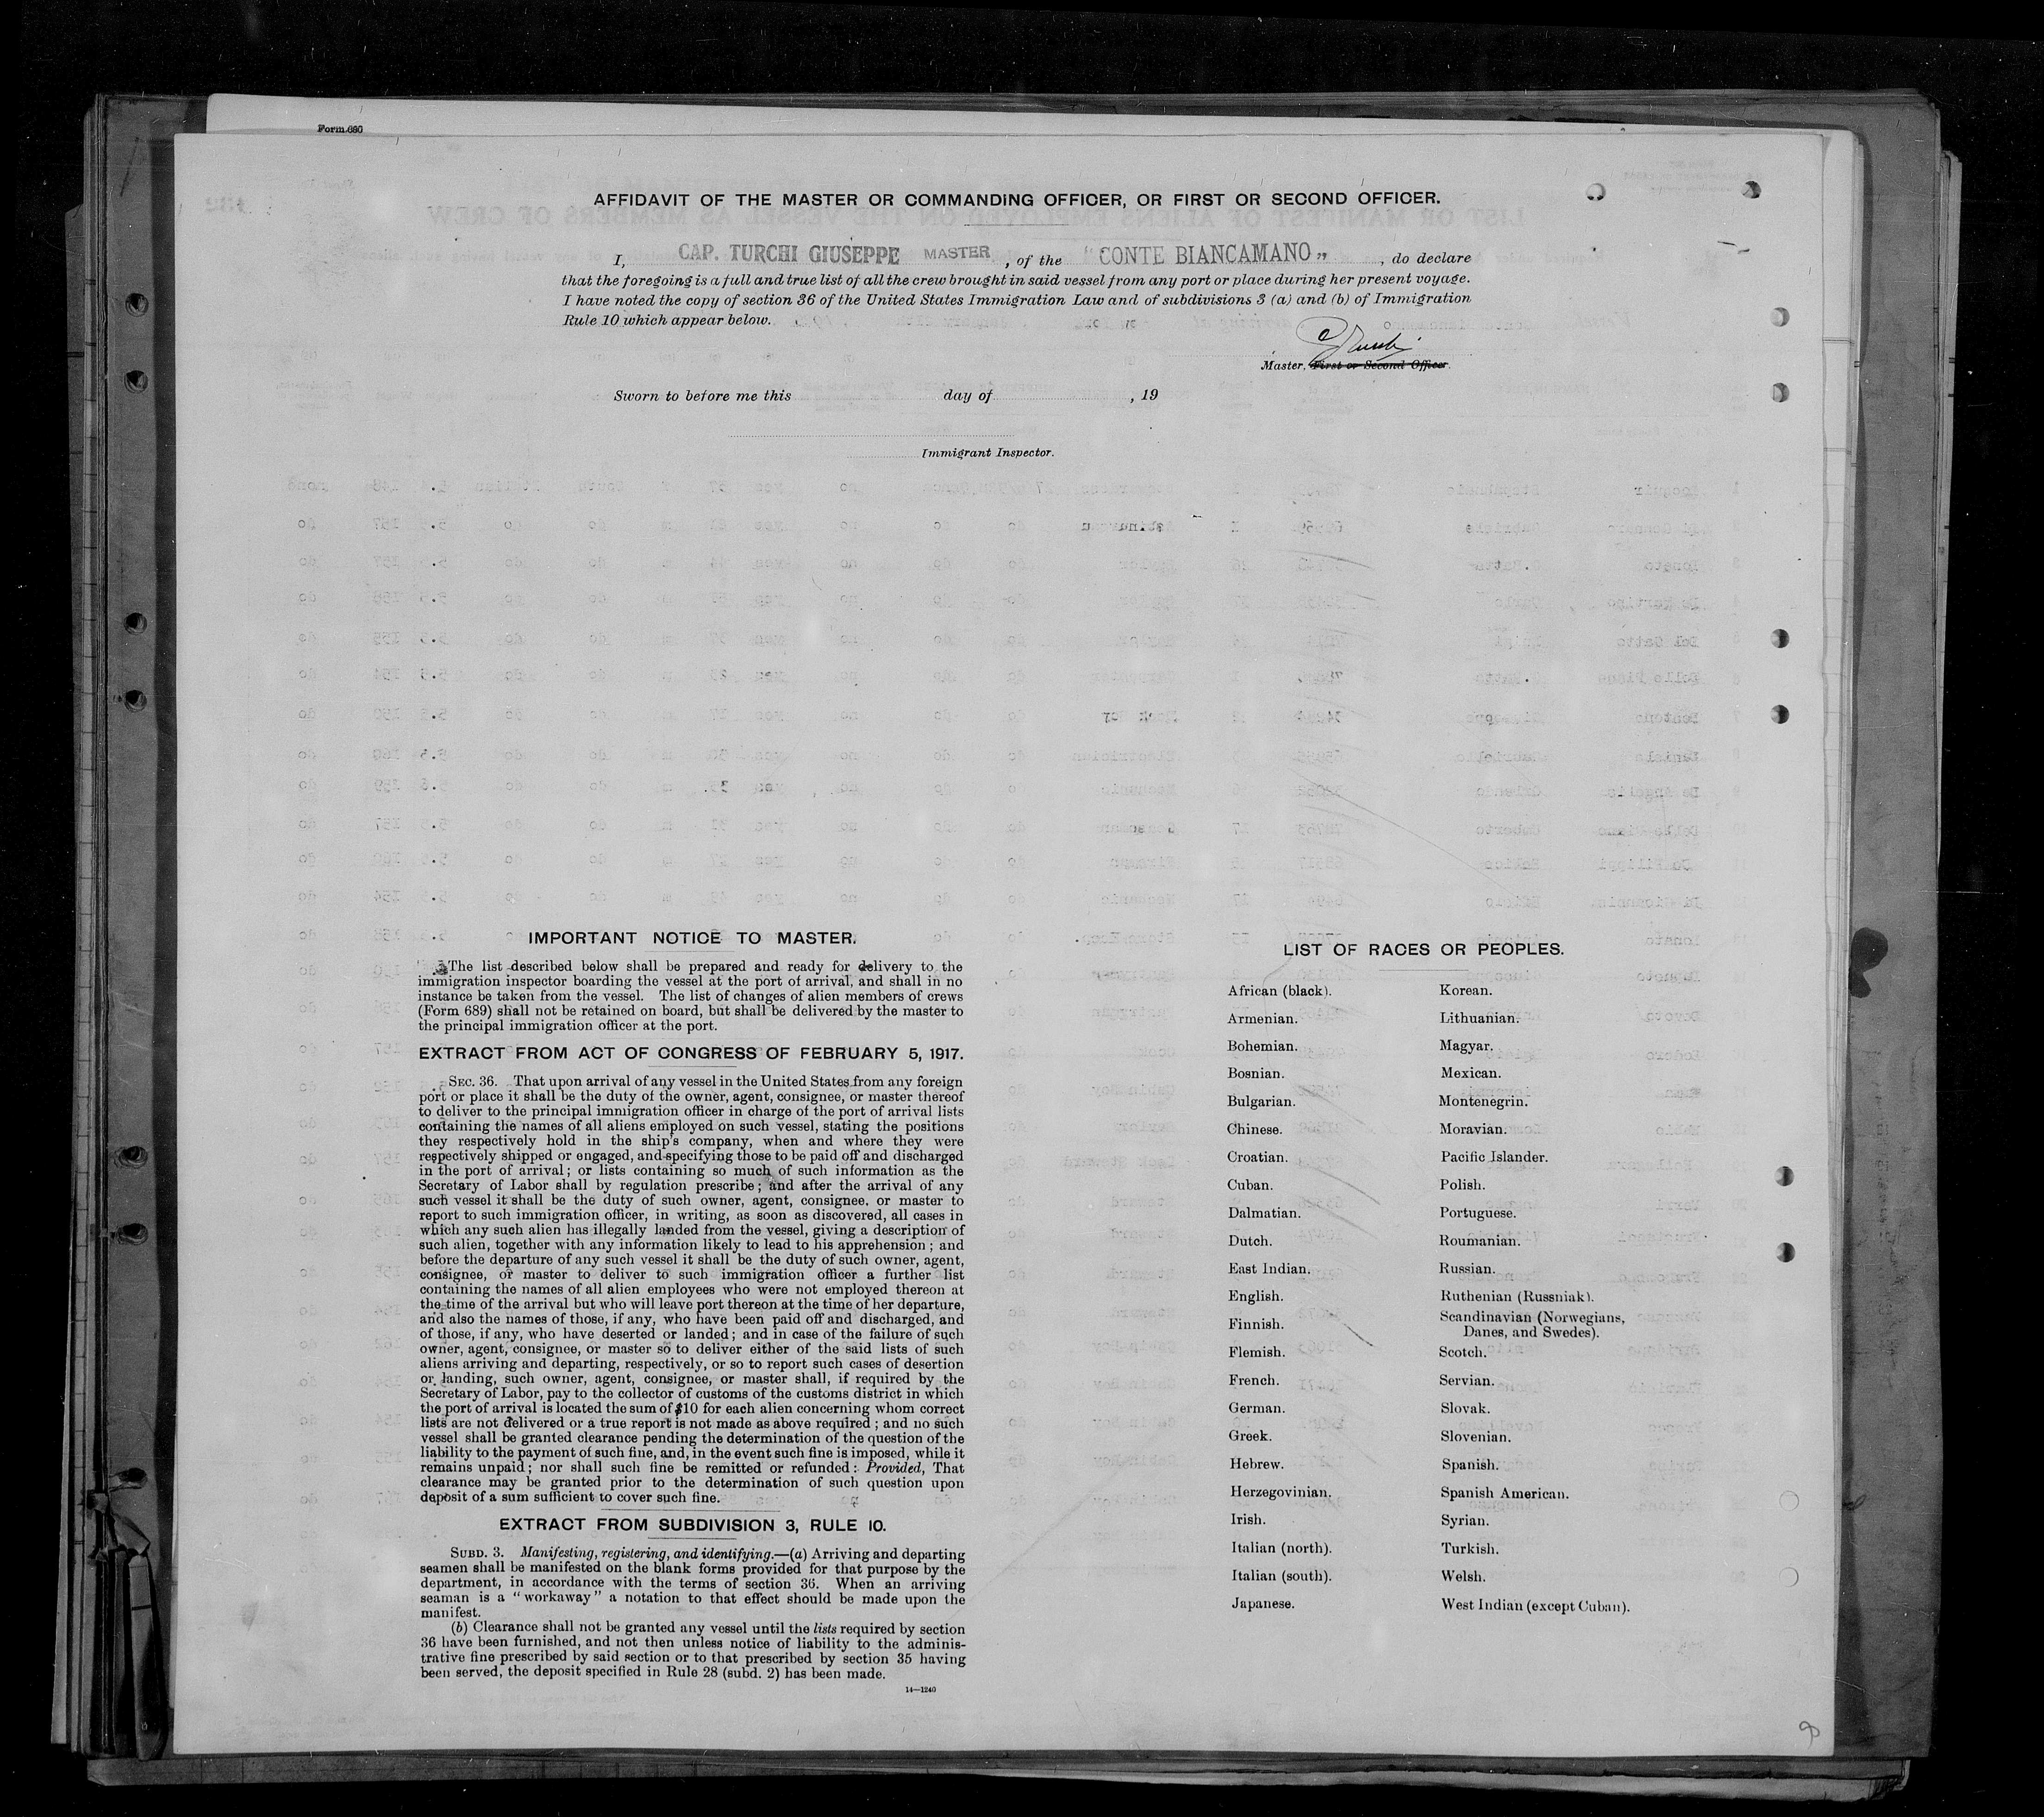 Form 680
AFFIDAVIT OF THE MASTER OR COMMANDING OFFICER, OR FIRST OR SECOND OFFICER.
I, CAP. TURCHI GIUSEPPE MASTER, of the "CONTE BIANCAMANO", do declare
that the foregoing is a full and true list of all the crew brought in said vessel from any port or place during her present voyage.
I have noted the copy of section 36 of the United States Immigration Law and of subdivisions 3 (a) and (b) of Immigration
Rule 10 which appear below.
Master, First or Second Officer.
Sworn to before me this day of , 19
Immigrant Inspector.
IMPORTANT NOTICE TO MASTER.
The list described below shall be prepared and ready for delivery to the
immigration inspector boarding the vessel at the port of arrival, and shall in no
instance be taken from the vessel. The list of changes of alien members of crews
(Form 689) shall not be retained on board, but shall be delivered by the master to
the principal immigration officer at the port.
EXTRACT FROM ACT OF CONGRESS OF FEBRUARY 5, 1917.
SEC. 36. That upon arrival of any vessel in the United States from any foreign
port or place it shall be the duty of the owner, agent, consignee, or master thereof
to deliver to the principal immigration officer in charge of the port of arrival lists
containing the names of all aliens employed on such vessel, stating the positions
they respectively hold in the ship's company, when and where they were
respectively shipped or engaged, and specifying those to be paid off and discharged
in the port of arrival; or lists containing so much of such information as the
Secretary of Labor shall by regulation prescribe; and after the arrival of any
such vessel it shall be the duty of such owner, agent, consignee. or master to
report to such immigration officer, in writing, as soon as discovered, all cases in
which any such alien has illegally landed from the vessel, giving a description of
such alien, together with any information likely to lead to his apprehension; and
before the departure of any such vessel it shall be the duty of such owner, agent,
consignee, or master to deliver to such immigration officer a further list
containing the names of all alien employees who were not employed thereon at
the time of the arrival but who will leave port thereon at the time of her departure,
and also the names of those, if any, who have been paid off and discharged, and
of those, if any, who have deserted or landed; and in case of the failure of such
owner, agent, consignee, or master so to deliver either of the said lists of such
aliens arriving and departing, respectively, or so to report such cases of desertion
or landing, such owner, agent, consignee, or master shall, if required by the
Secretary of Labor, pay to the collector of customs of the customs district in which
the port of arrival is located the sum of $10 for each alien concerning whom correct
lists are not delivered or a true report is not made as above required; and no such
vessel shall be granted clearance pending the determination of the question of the
liability to the payment of such fine, and, in the event such fine is imposed, while it
remains unpaid; nor shall such fine be remitted or refunded: Provided, That
clearance may be granted prior to the determination of such question upon
deposit of a sum sufficient to cover such fine.
EXTRACT FROM SUBDIVISION 3, RULE 10.
SUBD. 3. Manifesting, registering, and identifying.—(a) Arriving and departing
seamen shall be manifested on the blank forms provided for that purpose by the
department, in accordance with the terms of section 36. When an arriving
seaman is a "workaway" a notation to that effect should be made upon the
manifest.
(b) Clearance shall not be granted any vessel until the lists required by section
36 have been furnished, and not then unless notice of liability to the adminis-
trative fine prescribed by said section or to that prescribed by section 35 having
been served, the deposit specified in Rule 28 (subd. 2) has been made.
14—1240
LIST OF RACES OR PEOPLES.
African (black).
Armenian.
Bohemian.
Bosnian.
Bulgarian.
Chinese.
Croatian.
Cuban.
Dalmatian.
Dutch.
East Indian.
English.
Finnish.
Flemish.
French.
German.
Greek.
Hebrew.
Herzegovinian.
Irish.
Italian (north).
Italian (south).
Japanese.
Korean.
Lithuanian.
Magyar.
Mexican.
Montenegrin.
Moravian.
Pacific Islander.
Polish.
Portuguese.
Roumanian.
Russian.
Ruthenian (Russniak).
Scandinavian (Norwegians,
Danes, and Swedes).
Scotch.
Servian.
Slovak.
Slovenian.
Spanish.
Spanish American.
Syrian.
Turkish.
Welsh.
West Indian (except Cuban).